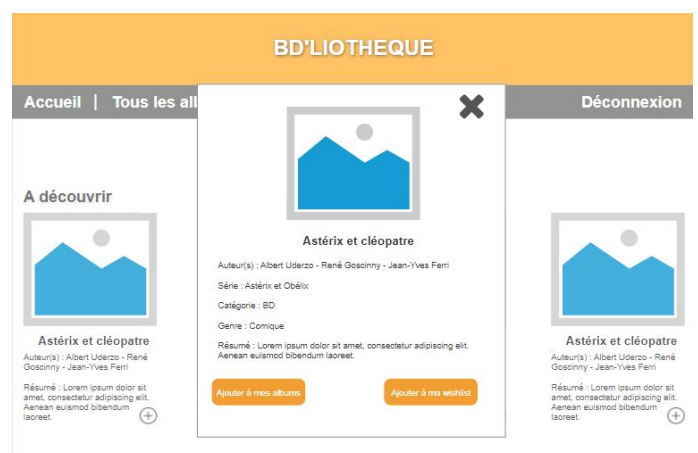 BD'LIOTHEQUE
Accueil | Tous les all
Déconnexion
A découvrir
Astérix et cléopatre
Auteur(s) : Albert Uderzo - René
Goscinny - Jean-Yves Ferri
Résumé : Lorem ipsum dolor sit
amet, consectetur adipiscing elit.
Aenean euismod bibendum
laoreet.
Astérix et cléopatre
Auteur(s) : Albert Uderzo - René Goscinny - Jean-Yves Ferri
Série : Astérix et Obélix
Catégorie : BD
Genre : Comique
Résumé : Lorem ipsum dolor sit amet, consectetur adipiscing elit.
Aenean euismod bibendum laoreet.
Ajouter à mes albums
Ajouter à ma wishlist
Astérix et cléopatre
Auteur(s) : Albert Uderzo - René
Goscinny - Jean-Yves Ferri
Résumé : Lorem ipsum dolor sit
amet, consectetur adipiscing elit.
Aenean euismod bibendum
laoreet.